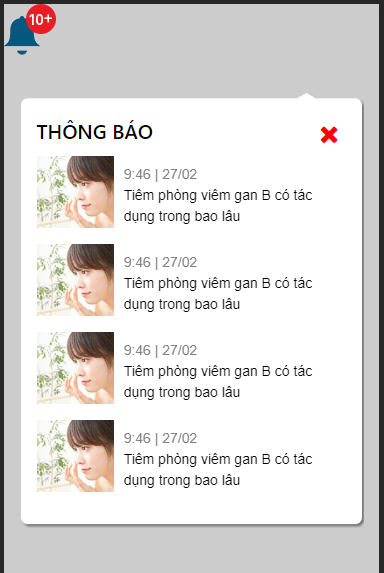 10+
THÔNG BÁO
9:46 | 27/02
Tiêm phòng viêm gan B có tác
dụng trong bao lâu
9:46 | 27/02
Tiêm phòng viêm gan B có tác
dụng trong bao lâu
9:46 | 27/02
Tiêm phòng viêm gan B có tác
dụng trong bao lâu
9:46 | 27/02
Tiêm phòng viêm gan B có tác
dụng trong bao lâu